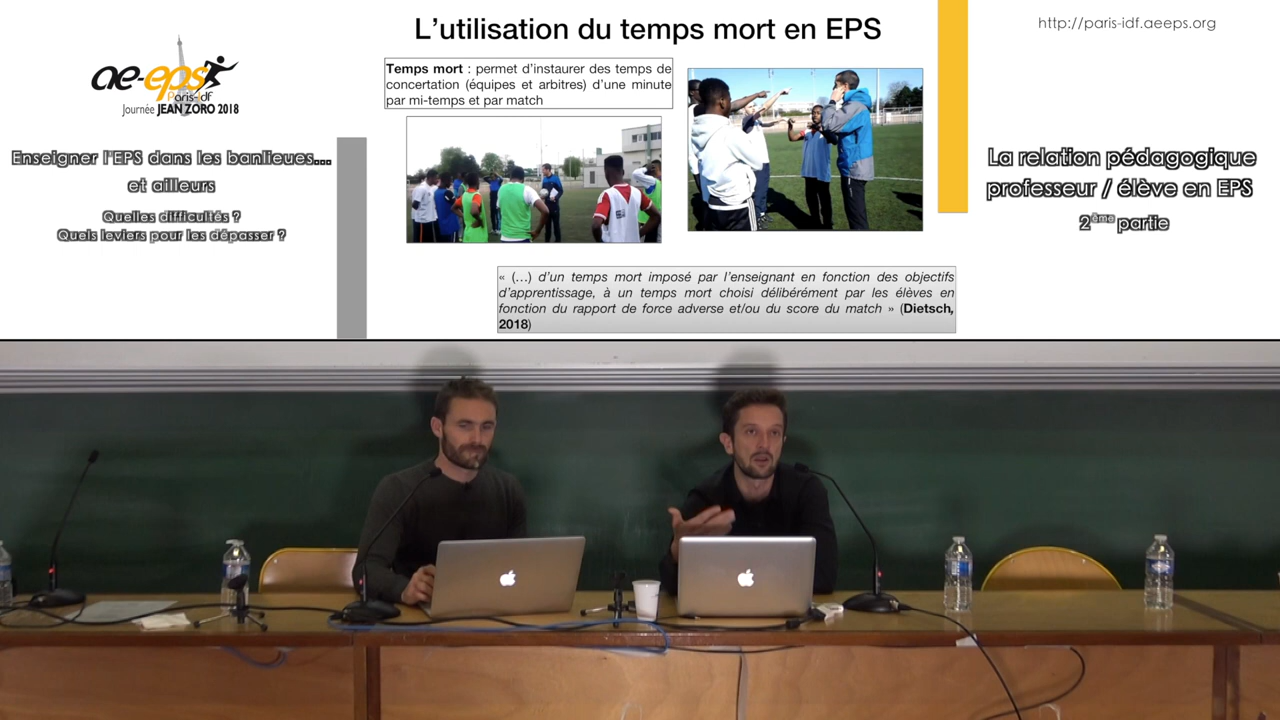 L'utilisation du temps mort en EPS
http://paris-idf.aeeps.org
ae-eps
Paris-Idf
Journée JEAN ZORO 2018
Temps mort : permet d'instaurer des temps de
concertation (équipes et arbitres) d'une minute
par mi-temps et par match
Enseigner l'EPS dans les banlieues...
et ailleurs
Quelles difficultés ?
Quels leviers pour les dépasser ?
La relation pédagogique
professeur / élève en EPS
2ème partie
« (…) d'un temps mort imposé par l'enseignant en fonction des objectifs
d'apprentissage, à un temps mort choisi délibérément par les élèves en
fonction du rapport de force adverse et/ou du score du match » (Dietsch,
2018)